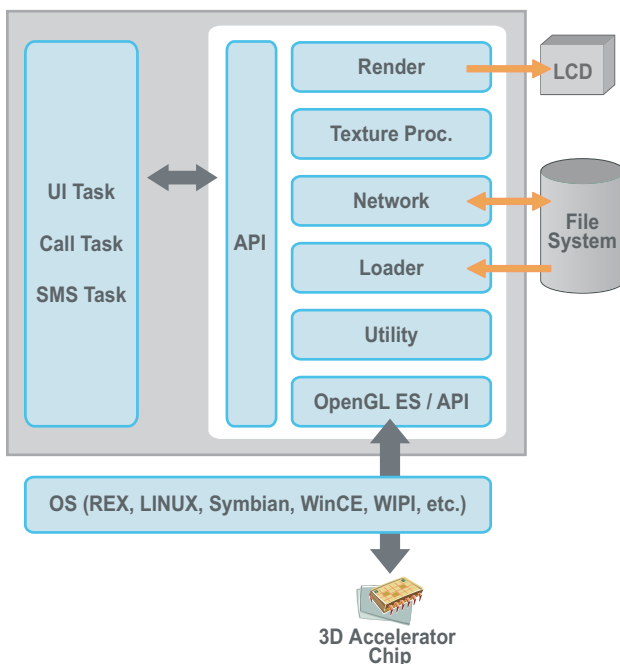 UI Task
Call Task
SMS Task
API
Render
Texture Proc.
Network
Loader
Utility
OpenGL ES / API
LCD
File
System
OS (REX, LINUX, Symbian, WinCE, WIPI, etc.)
3D Accelerator
Chip